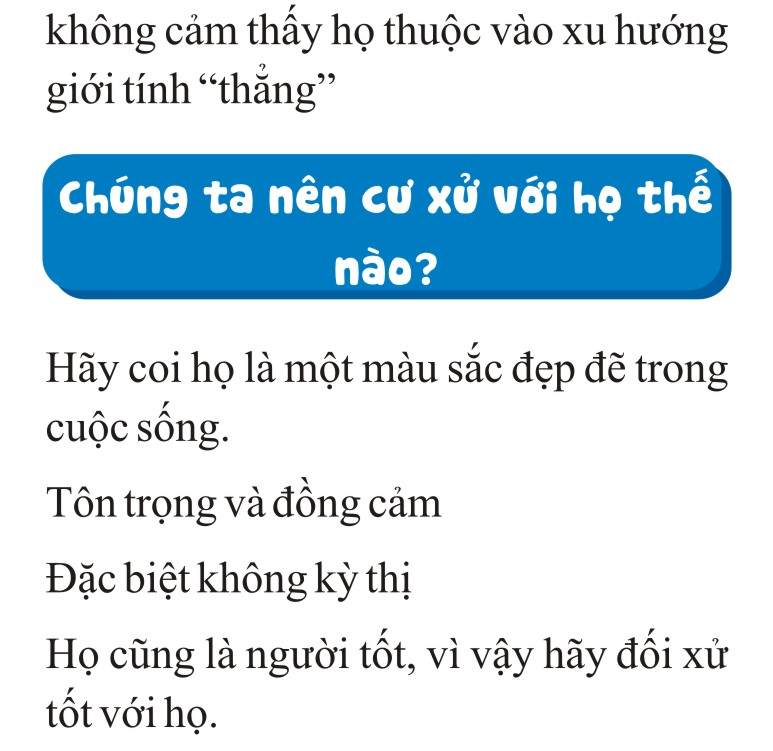 không cảm thấy họ thuộc vào xu hướng
giới tính “thẳng”
Chúng ta nên cư xử với họ thế
nào?
Hãy coi họ là một màu sắc đẹp đẽ trong
cuộc sống.
Tôn trọng và đồng cảm
Đặc biệt không kỳ thị
Họ cũng là người tốt, vì vậy hãy đối xử
tốt với họ.